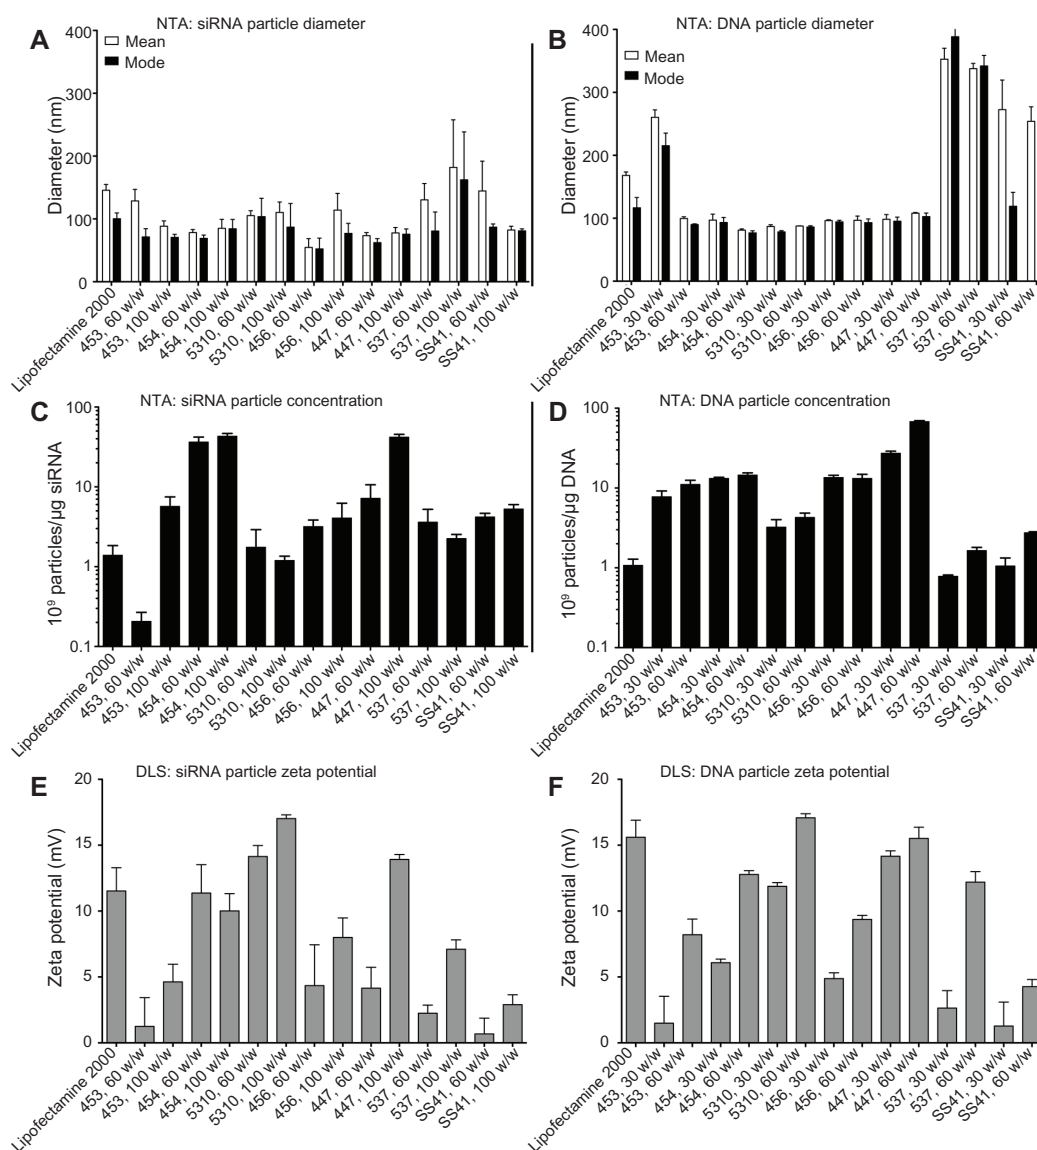 A
NTA: siRNA particle diameter
Mean
Mode
Diameter (nm)
400
300
200
100
0
Lipofectamine 2000
453, 60 w/w
453, 100 w/w
454, 60 w/w
454, 100 w/w
5310, 60 w/w
5310, 100 w/w
456, 60 w/w
456, 100 w/w
447, 60 w/w
447, 100 w/w
537, 60 w/w
537, 100 w/w
SS41, 60 w/w
SS41, 100 w/w
B
NTA: DNA particle diameter
Mean
Mode
Diameter (nm)
400
300
200
100
0
Lipofectamine 2000
453, 30 w/w
453, 60 w/w
454, 30 w/w
454, 60 w/w
5310, 30 w/w
5310, 60 w/w
456, 30 w/w
456, 60 w/w
447, 30 w/w
447, 60 w/w
537, 30 w/w
537, 60 w/w
SS41, 30 w/w
SS41, 60 w/w
C
NTA: siRNA particle concentration
10⁹ particles/µg siRNA
100
10
1
0.1
Lipofectamine 2000
453, 60 w/w
453, 100 w/w
454, 60 w/w
454, 100 w/w
5310, 60 w/w
5310, 100 w/w
456, 60 w/w
456, 100 w/w
447, 60 w/w
447, 100 w/w
537, 60 w/w
537, 100 w/w
SS41, 60 w/w
SS41, 100 w/w
D
NTA: DNA particle concentration
10⁹ particles/µg DNA
100
10
1
0.1
Lipofectamine 2000
453, 30 w/w
453, 60 w/w
454, 30 w/w
454, 60 w/w
5310, 30 w/w
5310, 60 w/w
456, 30 w/w
456, 60 w/w
447, 30 w/w
447, 60 w/w
537, 30 w/w
537, 60 w/w
SS41, 30 w/w
SS41, 60 w/w
E
DLS: siRNA particle zeta potential
Zeta potential (mV)
20
15
10
5
0
Lipofectamine 2000
453, 60 w/w
453, 100 w/w
454, 60 w/w
454, 100 w/w
5310, 60 w/w
5310, 100 w/w
456, 60 w/w
456, 100 w/w
447, 60 w/w
447, 100 w/w
537, 60 w/w
537, 100 w/w
SS41, 60 w/w
SS41, 100 w/w
F
DLS: DNA particle zeta potential
Zeta potential (mV)
20
15
10
5
0
Lipofectamine 2000
453, 30 w/w
453, 60 w/w
454, 30 w/w
454, 60 w/w
5310, 30 w/w
5310, 60 w/w
456, 30 w/w
456, 60 w/w
447, 30 w/w
447, 60 w/w
537, 30 w/w
537, 60 w/w
SS41, 30 w/w
SS41, 60 w/w